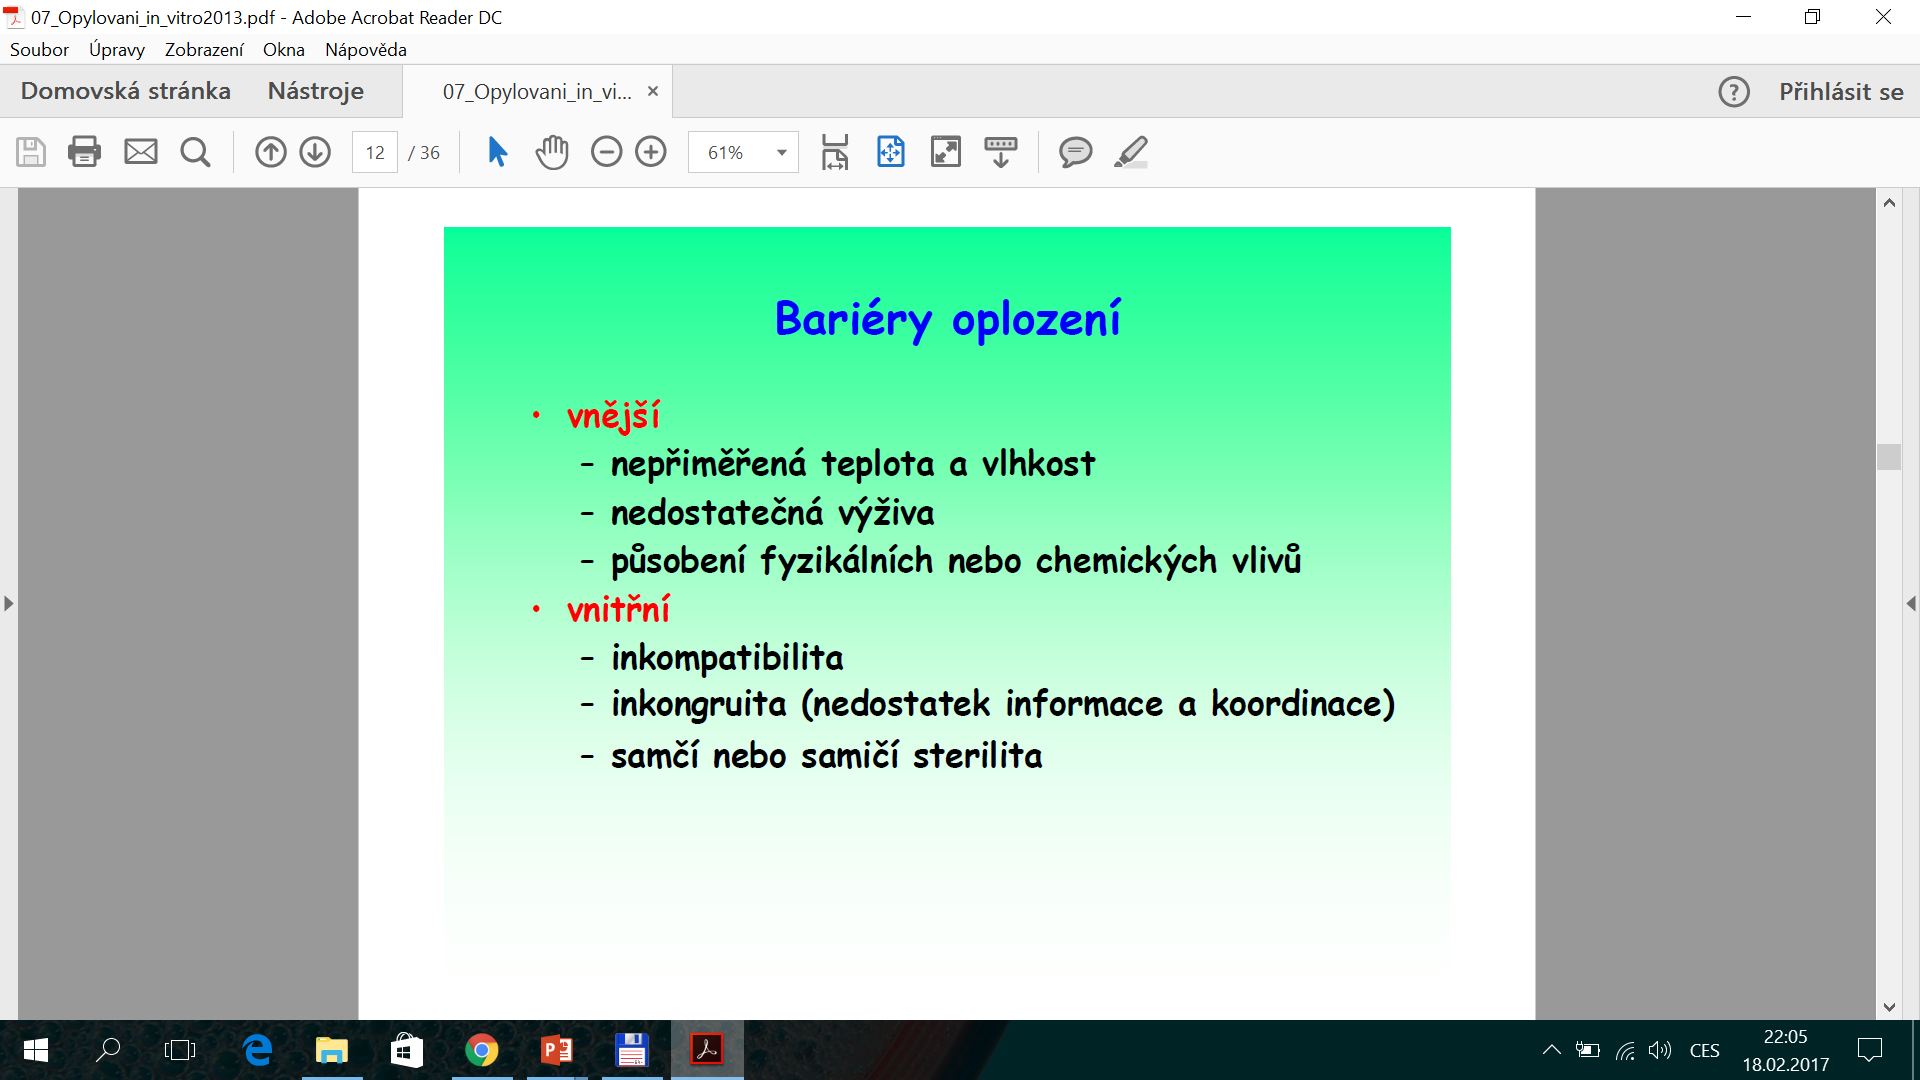 07_Opylovani_in_vitro2013.pdf - Adobe Acrobat Reader DC
Soubor Úpravy Zobrazení Okna Nápověda
Domovská stránka Nástroje 07_Opylovani_in_vi... Přihlásit se
12 / 36 61%
Bariéry oplození
• vnější
– nepřiměřená teplota a vlhkost
– nedostatečná výživa
– působení fyzikálních nebo chemických vlivů
• vnitřní
– inkompatibilita
– inkongruita (nedostatek informace a koordinace)
– samčí nebo samičí sterilita
CES
22:05
18.02.2017